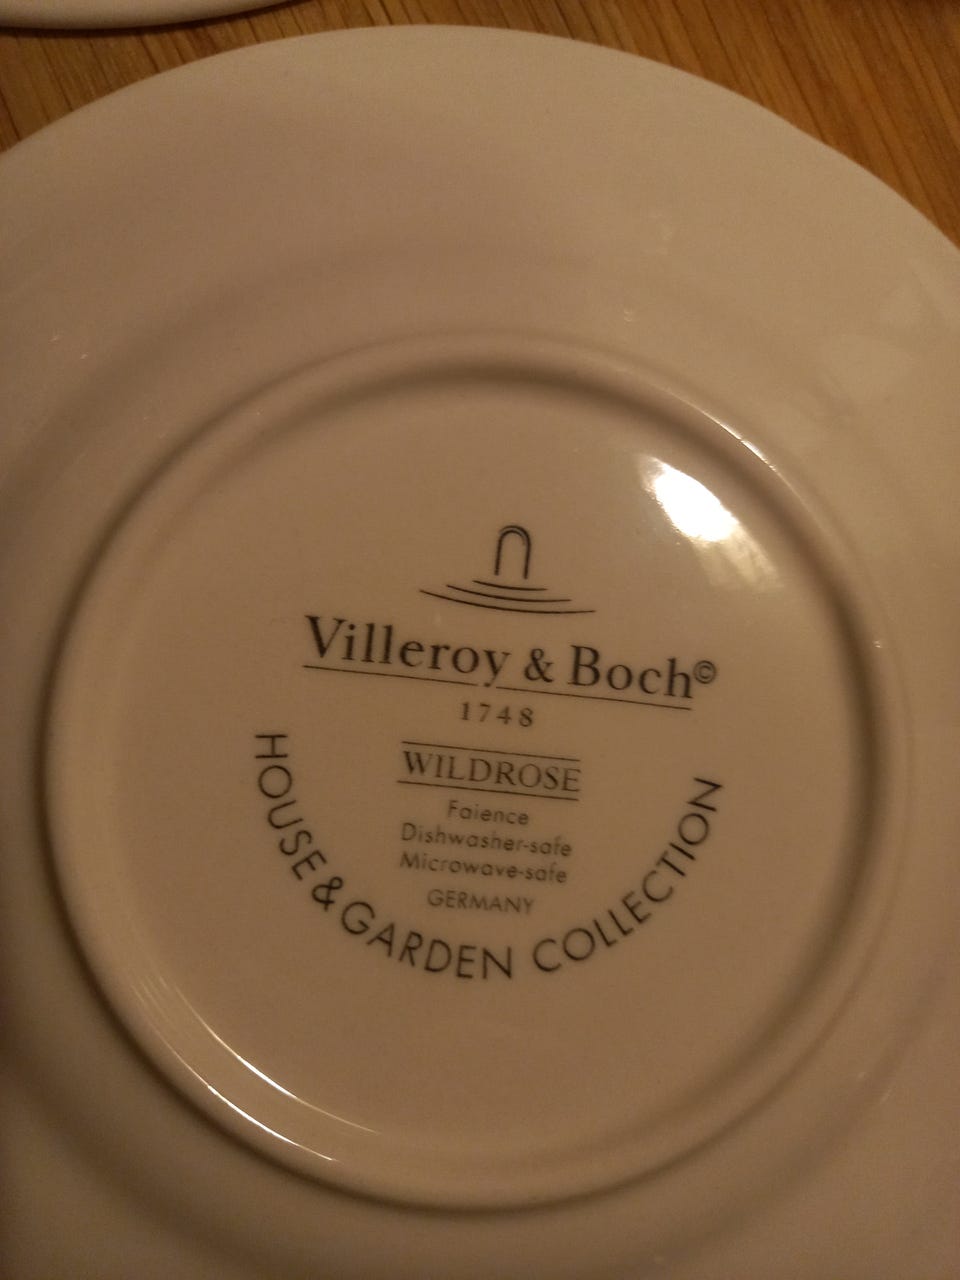 Villeroy & Boch©
1748
WILDROSE
Faience
Dishwasher-safe
Microwave-safe
GERMANY
HOUSE & GARDEN COLLECTION